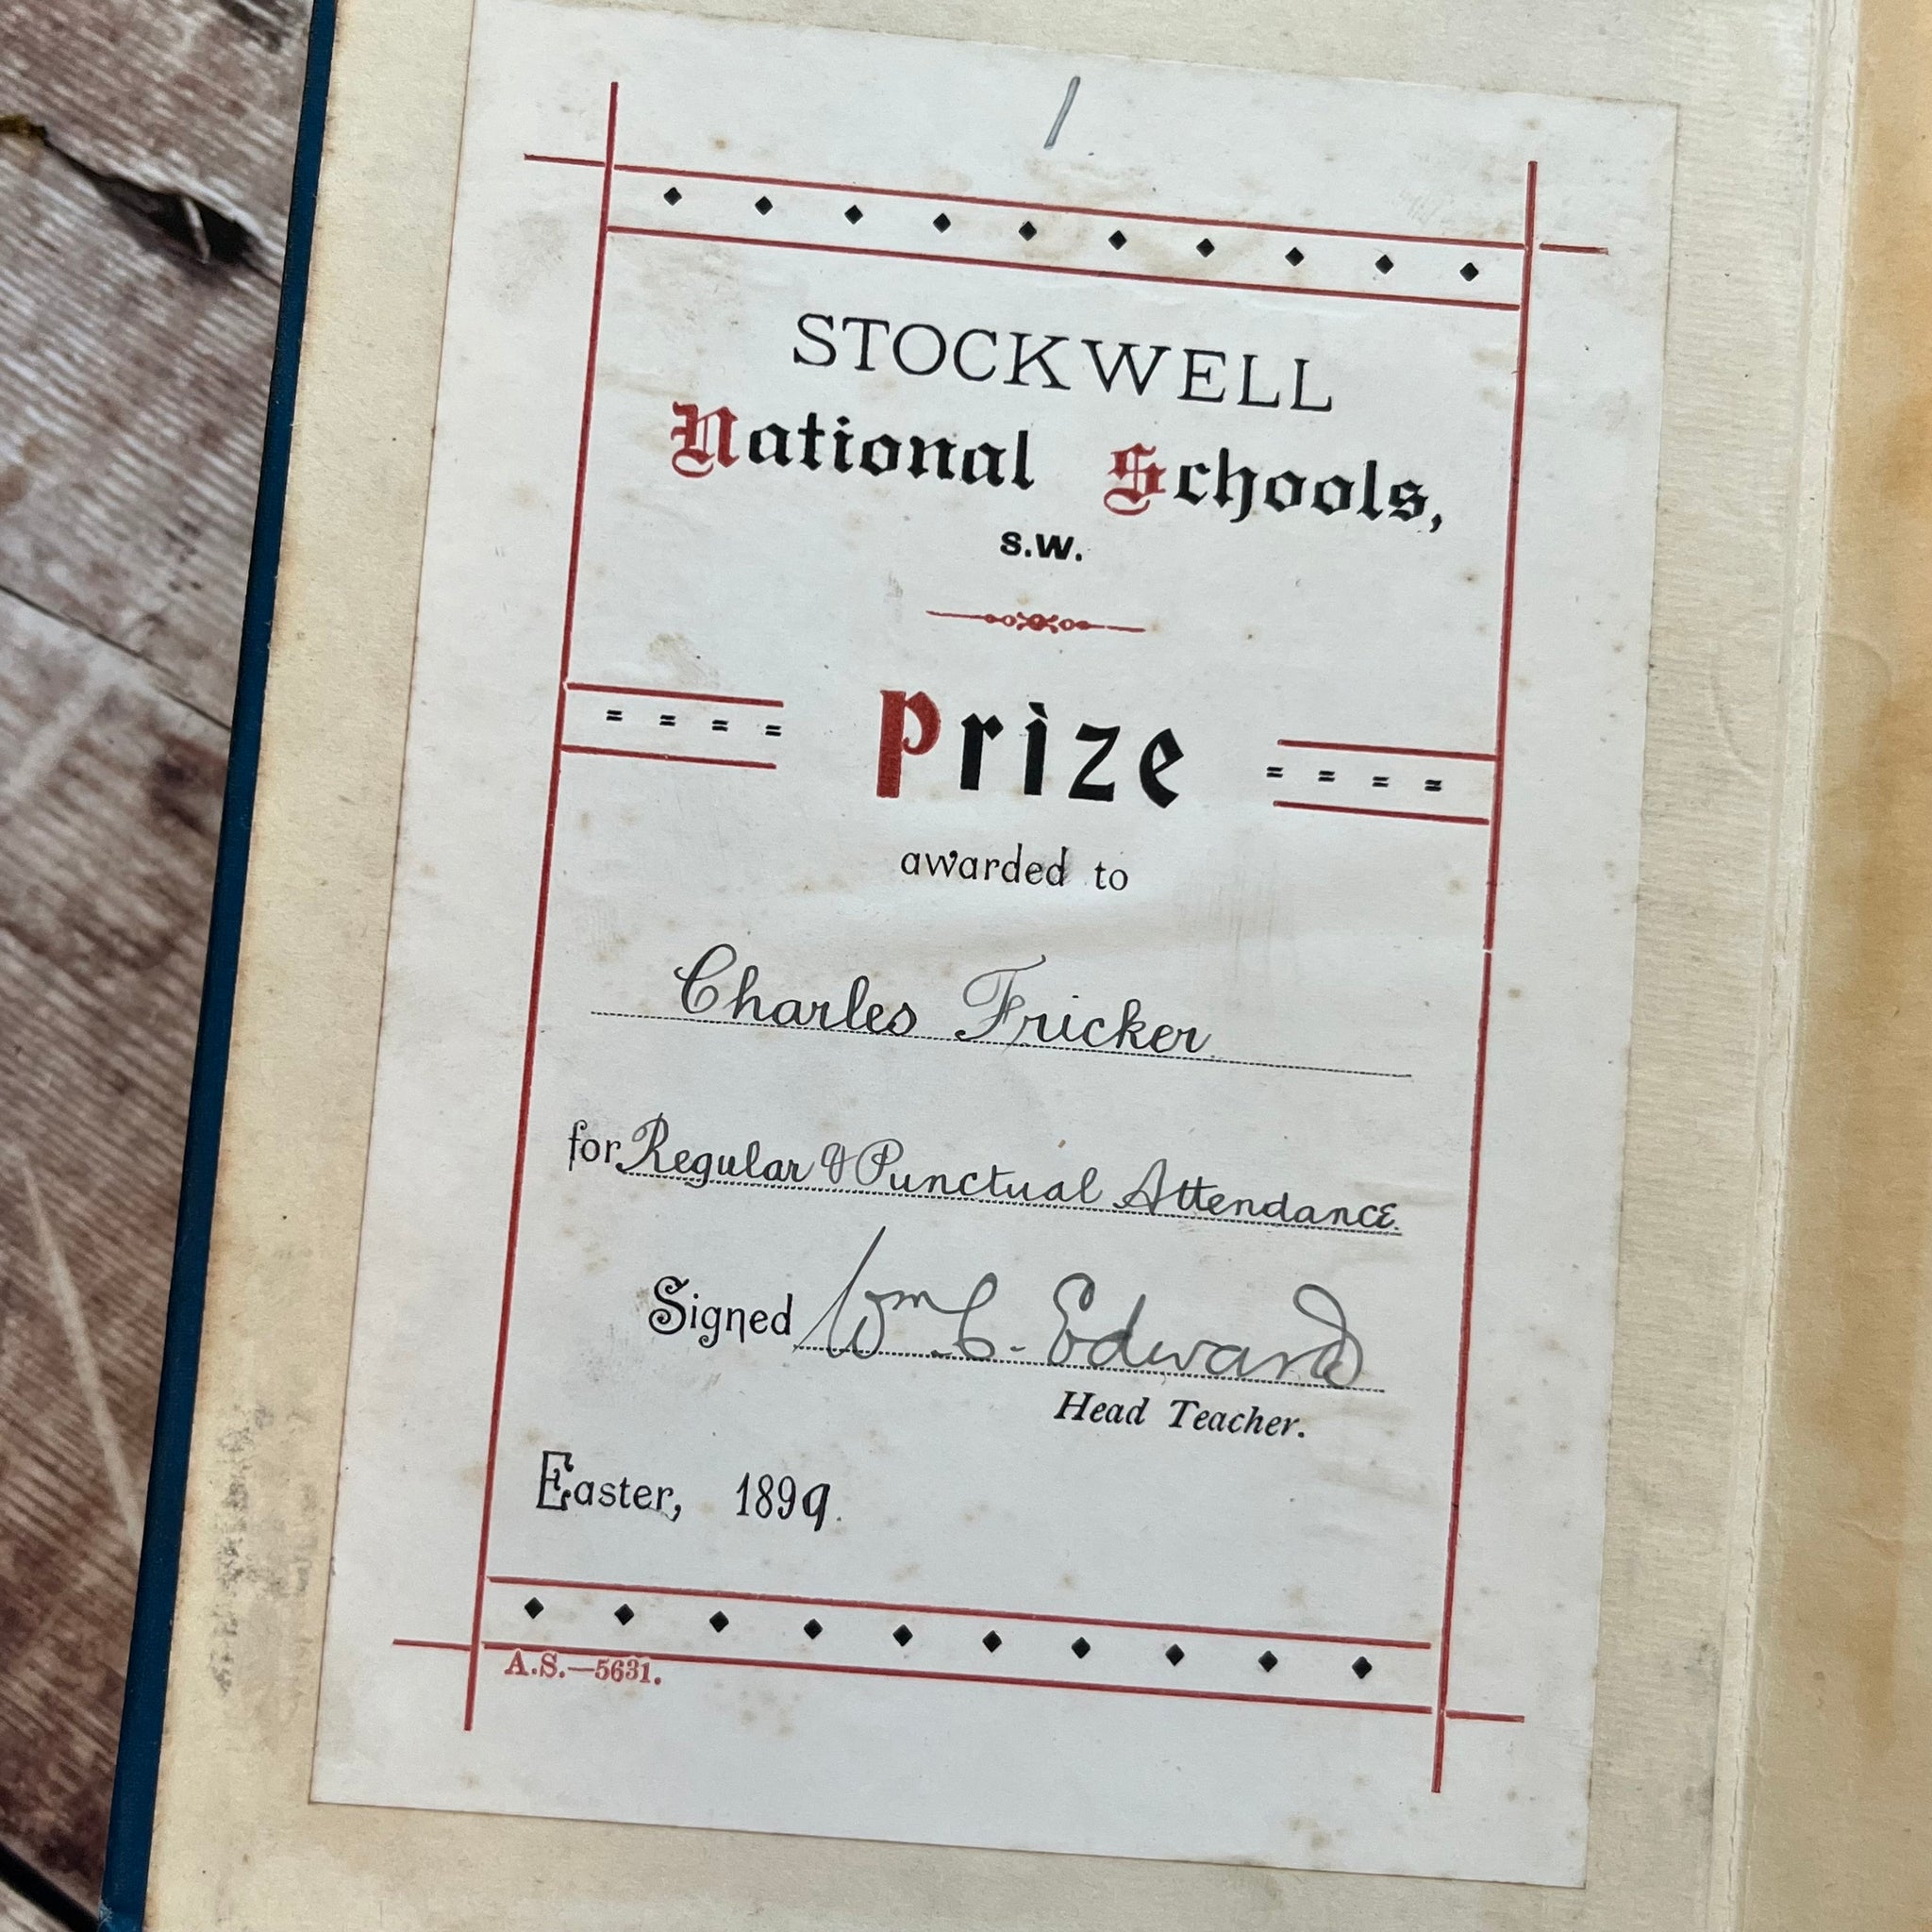 1
STOCKWELL
National Schools,
S.W.
Prize
awarded to
Charles Fricker
for Regular & Punctual Attendance.
Signed Wm C. Edward
Head Teacher.
Easter, 1899.
A.S.—5631.